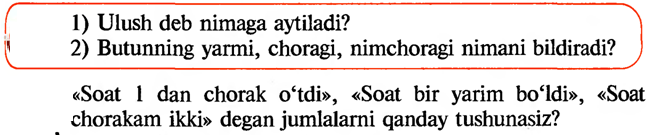 1) Ulush deb nimaga aytiladi?
2) Butunning yarmi, choragi, nimchoragi nimani bildiradi?
«Soat 1 dan chorak o‘tdi», «Soat bir yarim bo‘ldi», «Soat
chorakam ikki» degan jumlalarni qanday tushunasiz?